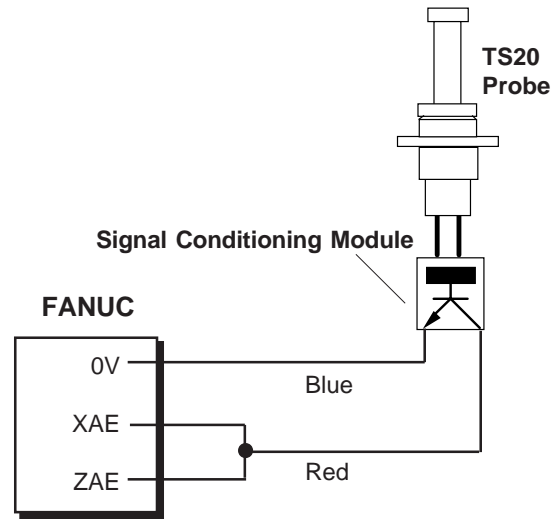 TS20
Probe
Signal Conditioning Module
FANUC
0V
Blue
XAE
ZAE
Red